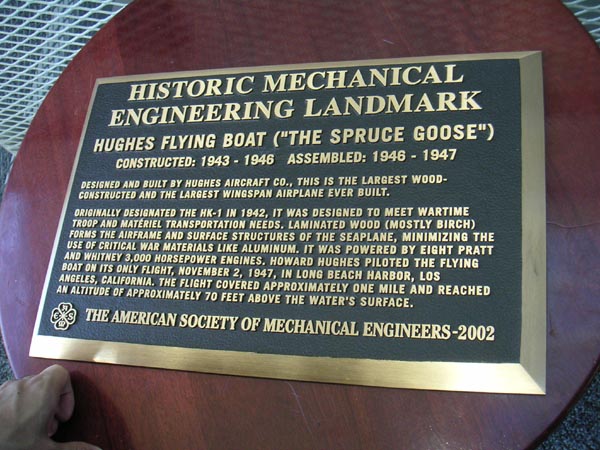 HISTORIC MECHANICAL
ENGINEERING LANDMARK
HUGHES FLYING BOAT ("THE SPRUCE GOOSE")
CONSTRUCTED: 1943 - 1946 ASSEMBLED: 1946 - 1947
DESIGNED AND BUILT BY HUGHES AIRCRAFT CO., THIS IS THE LARGEST WOOD-
CONSTRUCTED AND THE LARGEST WINGSPAN AIRPLANE EVER BUILT.
ORIGINALLY DESIGNATED THE HK-1 IN 1942, IT WAS DESIGNED TO MEET WARTIME
TROOP AND MATÉRIEL TRANSPORTATION NEEDS. LAMINATED WOOD (MOSTLY BIRCH)
FORMS THE AIRFRAME AND SURFACE STRUCTURES OF THE SEAPLANE, MINIMIZING THE
USE OF CRITICAL WAR MATERIALS LIKE ALUMINUM. IT WAS POWERED BY EIGHT PRATT
AND WHITNEY 3,000 HORSEPOWER ENGINES. HOWARD HUGHES PILOTED THE FLYING
BOAT ON ITS ONLY FLIGHT, NOVEMBER 2, 1947, IN LONG BEACH HARBOR, LOS
ANGELES, CALIFORNIA. THE FLIGHT COVERED APPROXIMATELY ONE MILE AND REACHED
AN ALTITUDE OF APPROXIMATELY 70 FEET ABOVE THE WATER'S SURFACE.
THE AMERICAN SOCIETY OF MECHANICAL ENGINEERS-2002